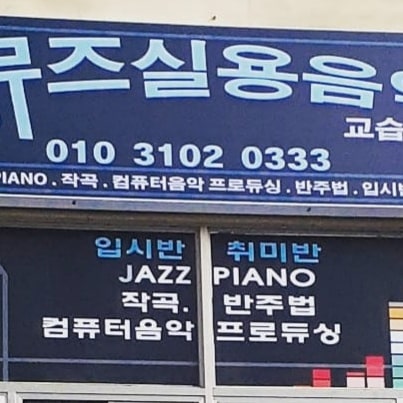 뮤즈실용음악
교습
010 3102 0333
PIANO . 작곡 . 컴퓨터음악 프로듀싱 . 반주법 . 입시반
입시반 취미반
JAZZ PIANO
작곡. 반주법
컴퓨터음악 프로듀싱